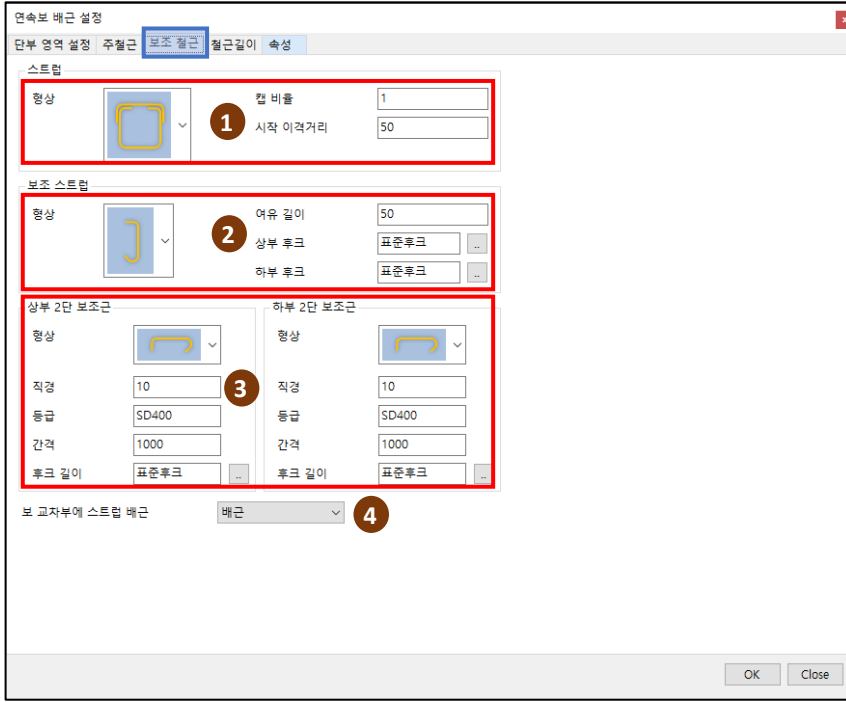 연속보 배근 설정
x
단부 영역 설정 주철근 보조 철근 철근길이 속성
스트럽
형상 캡 비율 1
1 시작 이격거리 50
보조 스트럽
형상 여유 길이 50
2 상부 후크 표준후크 ..
하부 후크 표준후크 ..
상부 2단 보조근 하부 2단 보조근
형상 형상
직경 10 3 직경 10
등급 SD400 등급 SD400
간격 1000 간격 1000
후크 길이 표준후크 .. 후크 길이 표준후크 ..
보 교차부에 스트럽 배근 배근 4
OK Close